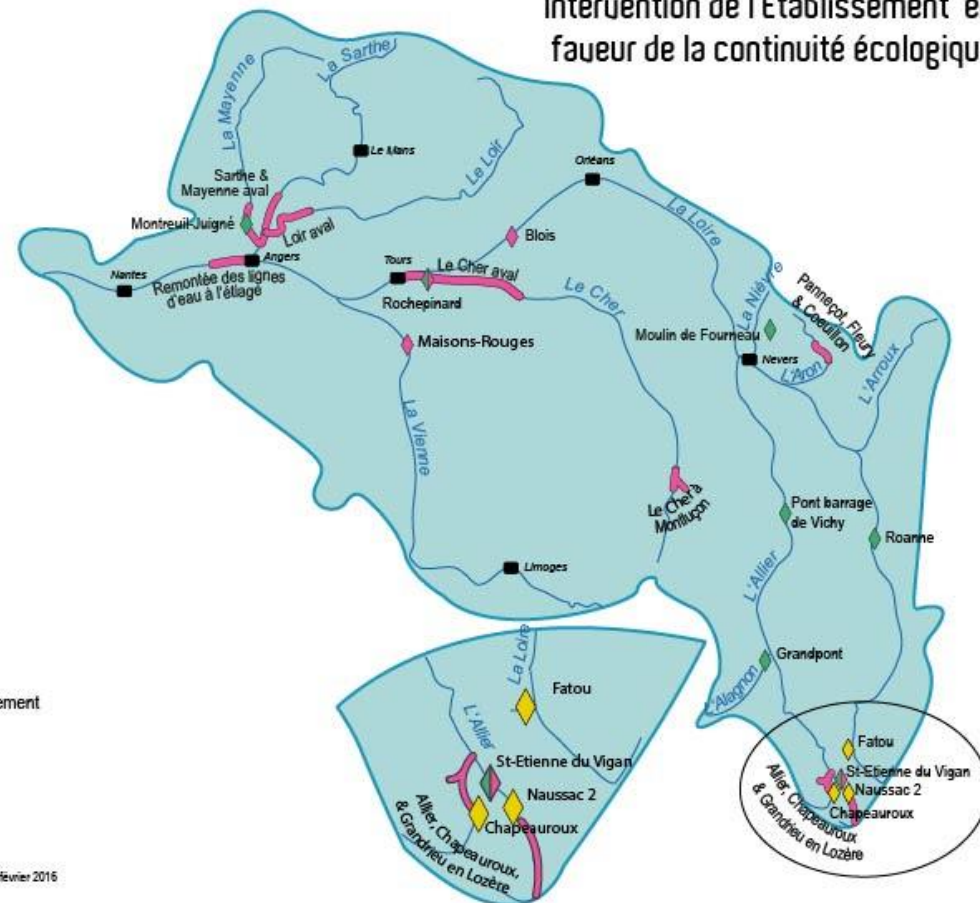 Intervention de l'Etablissement e
faveur de la continuité écologiqu
La Mayenne
La Sarthe
Le Mans
Le Loir
Sarthe &
Mayenne aval
Montreuil-Juigné
Loir aval
Angers
Nantes
Remontée des lignes
d'eau à l'étiage
Orléans
La Loire
Blois
Tours
Le Cher aval
Rochepinard
Le Cher
Maisons-Rouges
La Vienne
La Nièvre
Moulin de Fourneau
Nevers
Panneçot, Fleury
& Coeuillon
L'Aron
L'Arroux
Le Cher à
Montluçon
Pont barrage
de Vichy
Roanne
Limoges
L'Allier
Grandpont
L'Alagnon
ement
La Loire
Fatou
L'Allier
St-Etienne du Vigan
Naussac 2
Chapeauroux
Allier, Chapeauroux,
& Grandrieu en Lozère
Fatou
St-Etienne du Vigan
Naussac 2
Chapeauroux
Allier, Chapeauroux
& Grandrieu en Lozère
février 2016